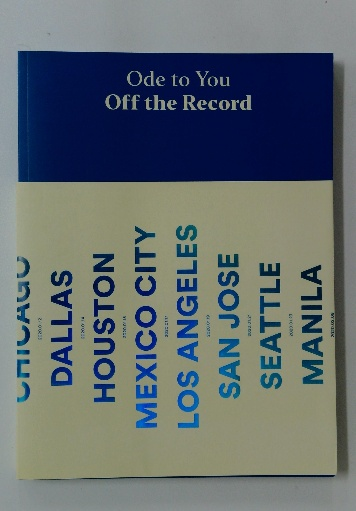 Ode to You
Off the Record
CHICAGO
DALLAS
HOUSTON
MEXICO CITY
LOS ANGELES
SAN JOSE
SEATTLE
MANILA